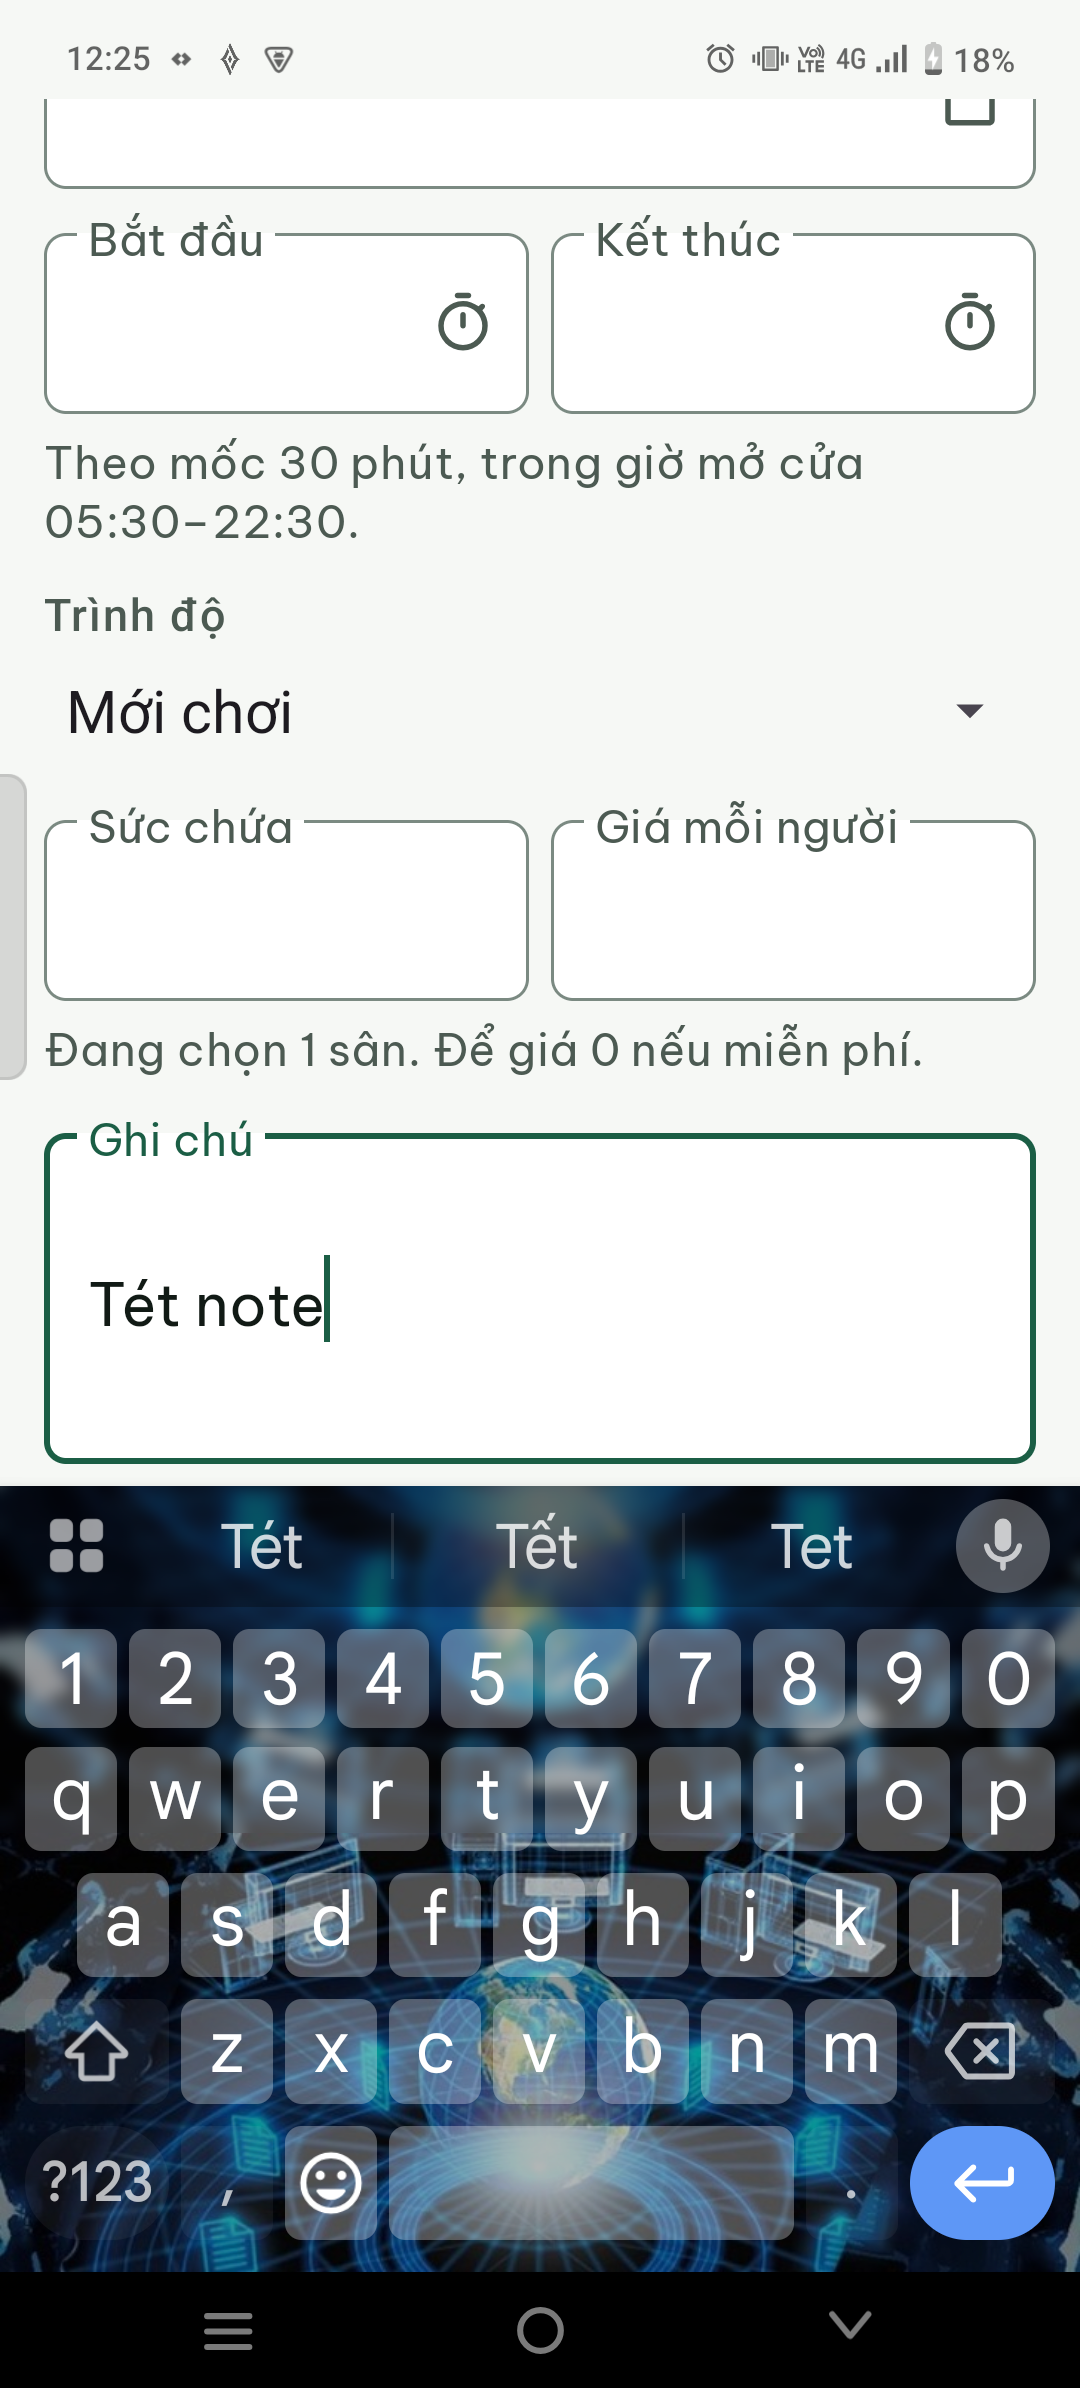 12:25 VoLTE 4G 18%
Bắt đầu Kết thúc
Theo mốc 30 phút, trong giờ mở cửa
05:30–22:30.
Trình độ
Mới chơi
Sức chứa Giá mỗi người
Đang chọn 1 sân. Để giá 0 nếu miễn phí.
Ghi chú
Tét note
Tét Tết Tet
1 2 3 4 5 6 7 8 9 0
q w e r t y u i o p
a s d f g h j k l
z x c v b n m
?123 , .